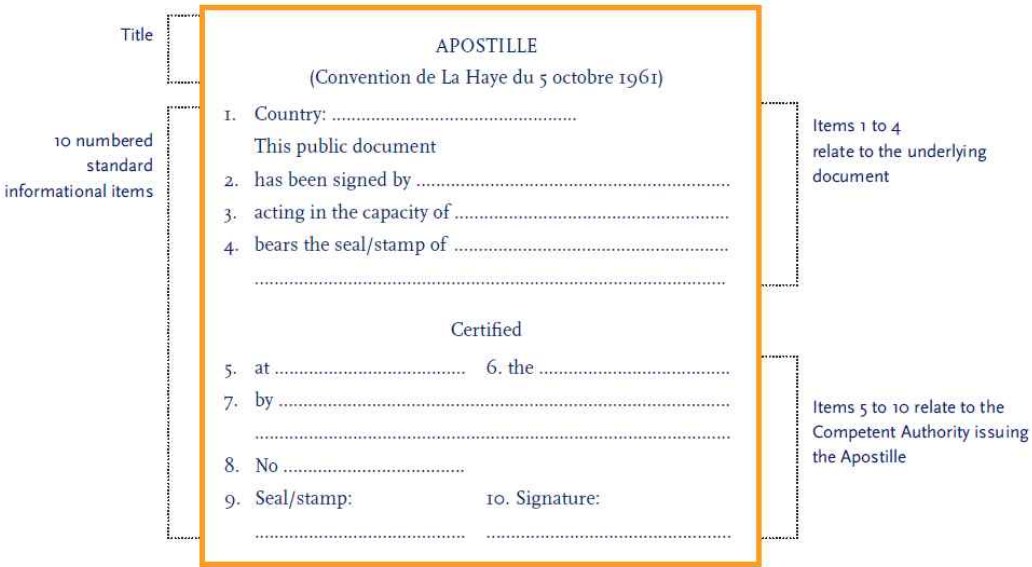 Title
10 numbered
standard
informational items
APOSTILLE
(Convention de La Haye du 5 octobre 1961)
1. Country: ................................................
This public document
2. has been signed by ................................................................
3. acting in the capacity of ........................................................
4. bears the seal/stamp of ........................................................
................................................................................................
Certified
5. at ....................................... 6. the .......................................
7. by ............................................................................................
.................................................................................................
8. No .....................................
9. Seal/stamp: 10. Signature:
........................................... ..................................................
Items 1 to 4
relate to the underlying
document
Items 5 to 10 relate to the
Competent Authority issuing
the Apostille